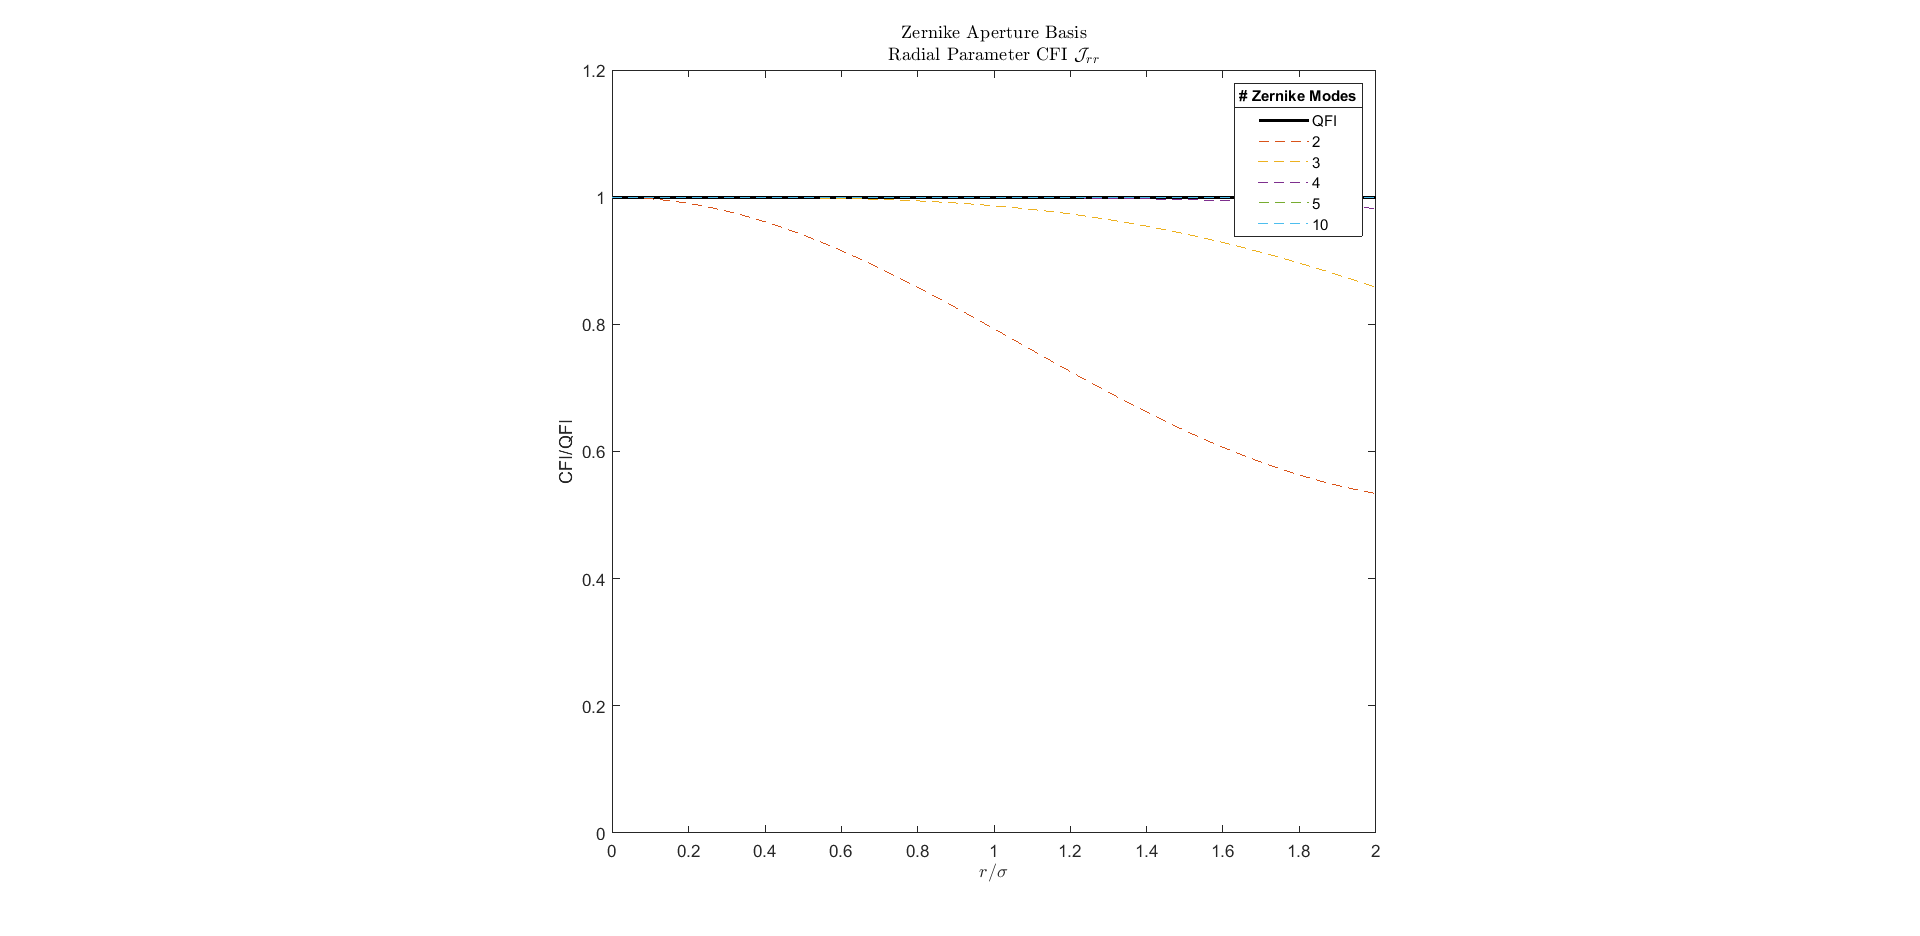 Zernike Aperture Basis
Radial Parameter CFI 𝒥rr
1.2
1
0.8
0.6
0.4
0.2
0
CFI/QFI
# Zernike Modes
QFI
2
3
4
5
10
0 0.2 0.4 0.6 0.8 1 1.2 1.4 1.6 1.8 2
r/σ